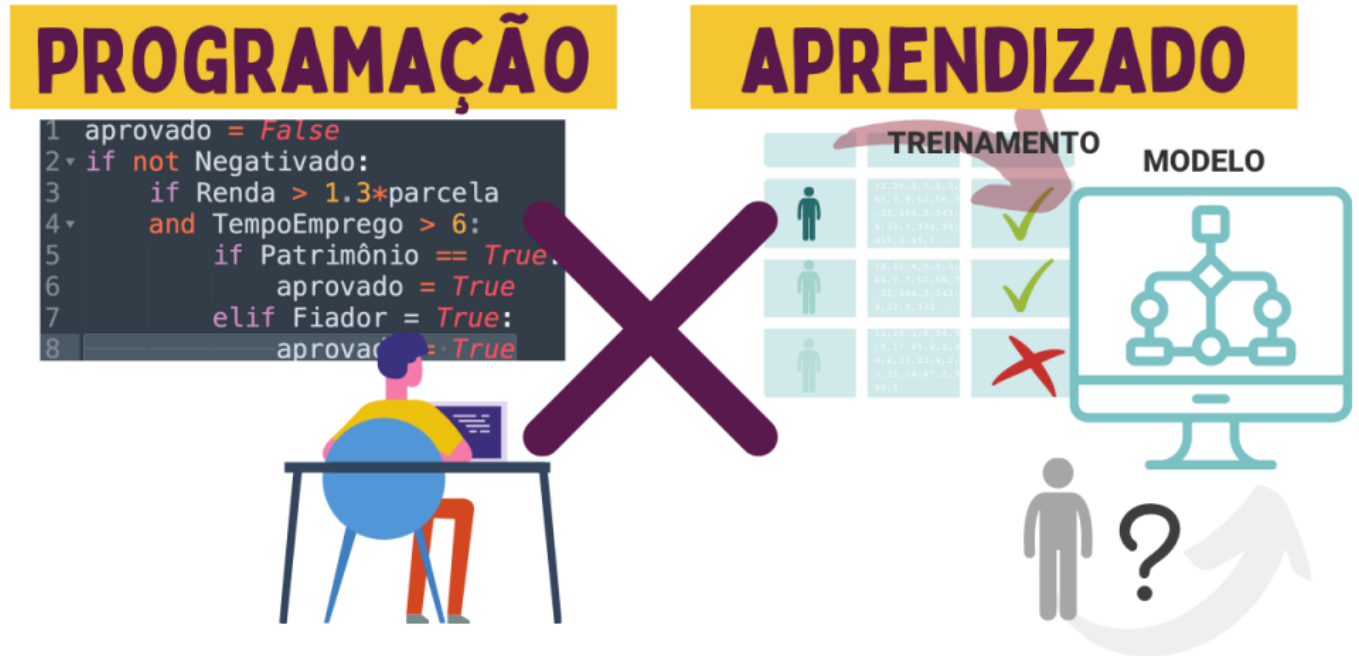 PROGRAMAÇÃO
1 aprovado = False
2 if not Negativado:
3 if Renda > 1.3*parcela
4 and TempoEmprego > 6:
5 if Patrimônio == True:
6 aprovado = True
7 elif Fiador = True:
8 aprovad = True
APRENDIZADO
TREINAMENTO
MODELO
?